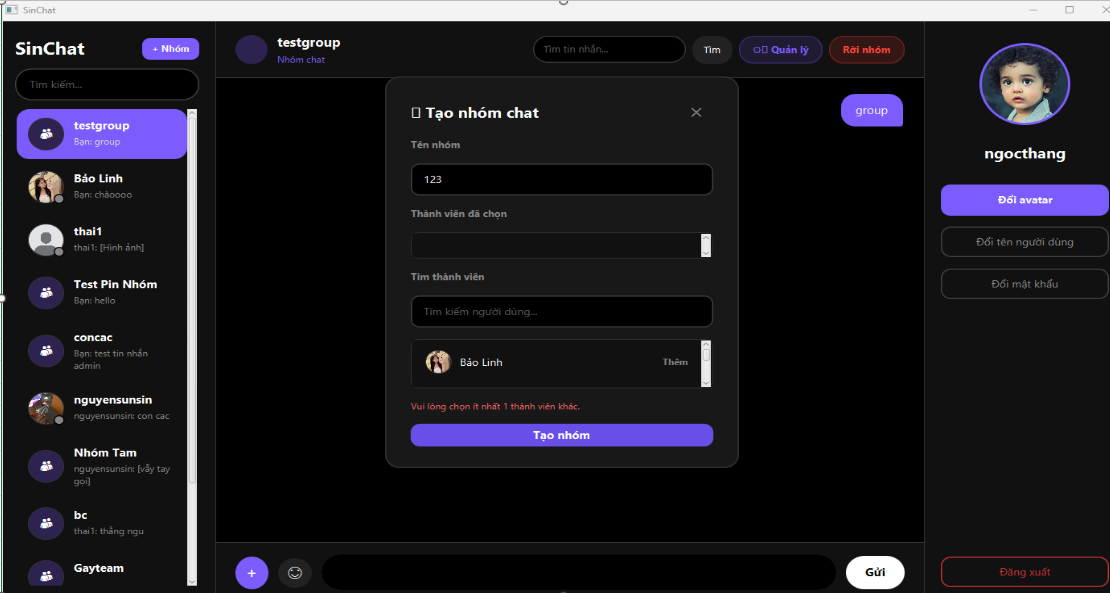 SinChat
SinChat
+ Nhóm
Tìm kiếm...
testgroup
Bạn: group
Bảo Linh
Bạn: chàoooo
thai1
thai1: [Hình ảnh]
Test Pin Nhóm
Bạn: hello
concac
Bạn: test tin nhắn
admin
nguyensunsin
nguyensunsin: con cac
Nhóm Tam
nguyensunsin: [vẫy tay
goi]
bc
thai1: thằng ngu
Gayteam
testgroup
Nhóm chat
Tìm tin nhắn...
Tìm
Quản lý
Rời nhóm
group
Tạo nhóm chat
Tên nhóm
123
Thành viên đã chọn
Tìm thành viên
Tìm kiếm người dùng...
Bảo Linh
Thêm
Vui lòng chọn ít nhất 1 thành viên khác.
Tạo nhóm
+
Gửi
ngocthang
Đổi avatar
Đổi tên người dùng
Đổi mật khẩu
Đăng xuất